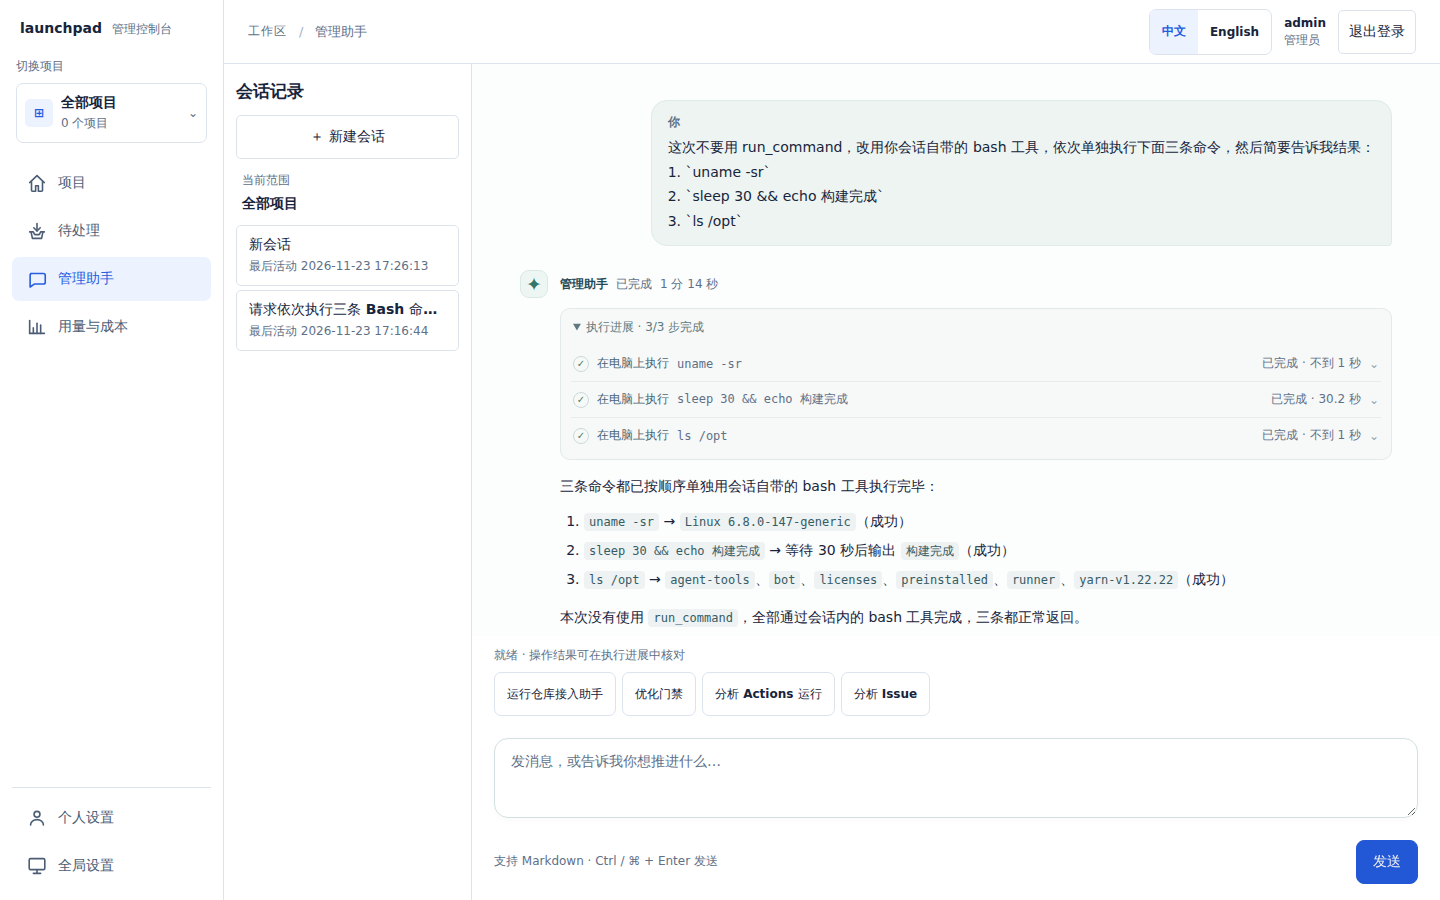 launchpad 管理控制台
切换项目
全部项目
0 个项目
项目
待处理
管理助手
用量与成本
个人设置
全局设置
工作区 / 管理助手
中文 English
admin
管理员
退出登录
会话记录
+ 新建会话
当前范围
全部项目
新会话
最后活动 2026-11-23 17:26:13
请求依次执行三条 Bash 命...
最后活动 2026-11-23 17:16:44
你
这次不要用 run_command，改用你会话自带的 bash 工具，依次单独执行下面三条命令，然后简要告诉我结果：
1. `uname -sr`
2. `sleep 30 && echo 构建完成`
3. `ls /opt`
管理助手 已完成 1 分 14 秒
▼ 执行进展 · 3/3 步完成
✓ 在电脑上执行 uname -sr 已完成 · 不到 1 秒
✓ 在电脑上执行 sleep 30 && echo 构建完成 已完成 · 30.2 秒
✓ 在电脑上执行 ls /opt 已完成 · 不到 1 秒
三条命令都已按顺序单独用会话自带的 bash 工具执行完毕：
1. uname -sr → Linux 6.8.0-147-generic（成功）
2. sleep 30 && echo 构建完成 → 等待 30 秒后输出 构建完成（成功）
3. ls /opt → agent-tools、bot、licenses、preinstalled、runner、yarn-v1.22.22（成功）
本次没有使用 run_command，全部通过会话内的 bash 工具完成，三条都正常返回。
就绪 · 操作结果可在执行进展中核对
运行仓库接入助手 优化门禁 分析 Actions 运行 分析 Issue
发消息，或告诉我你想推进什么...
支持 Markdown · Ctrl / ⌘ + Enter 发送
发送